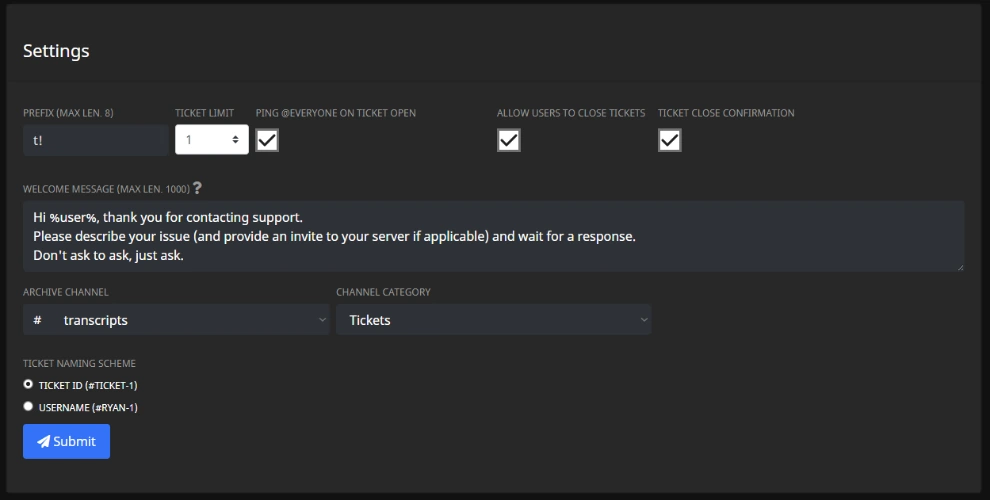 Settings
PREFIX (MAX LEN. 8) TICKET LIMIT PING @EVERYONE ON TICKET OPEN ALLOW USERS TO CLOSE TICKETS TICKET CLOSE CONFIRMATION
t! 1
WELCOME MESSAGE (MAX LEN. 1000) ?
Hi %user%, thank you for contacting support.
Please describe your issue (and provide an invite to your server if applicable) and wait for a response.
Don't ask to ask, just ask.
ARCHIVE CHANNEL CHANNEL CATEGORY
# transcripts Tickets
TICKET NAMING SCHEME
TICKET ID (#TICKET-1)
USERNAME (#RYAN-1)
Submit